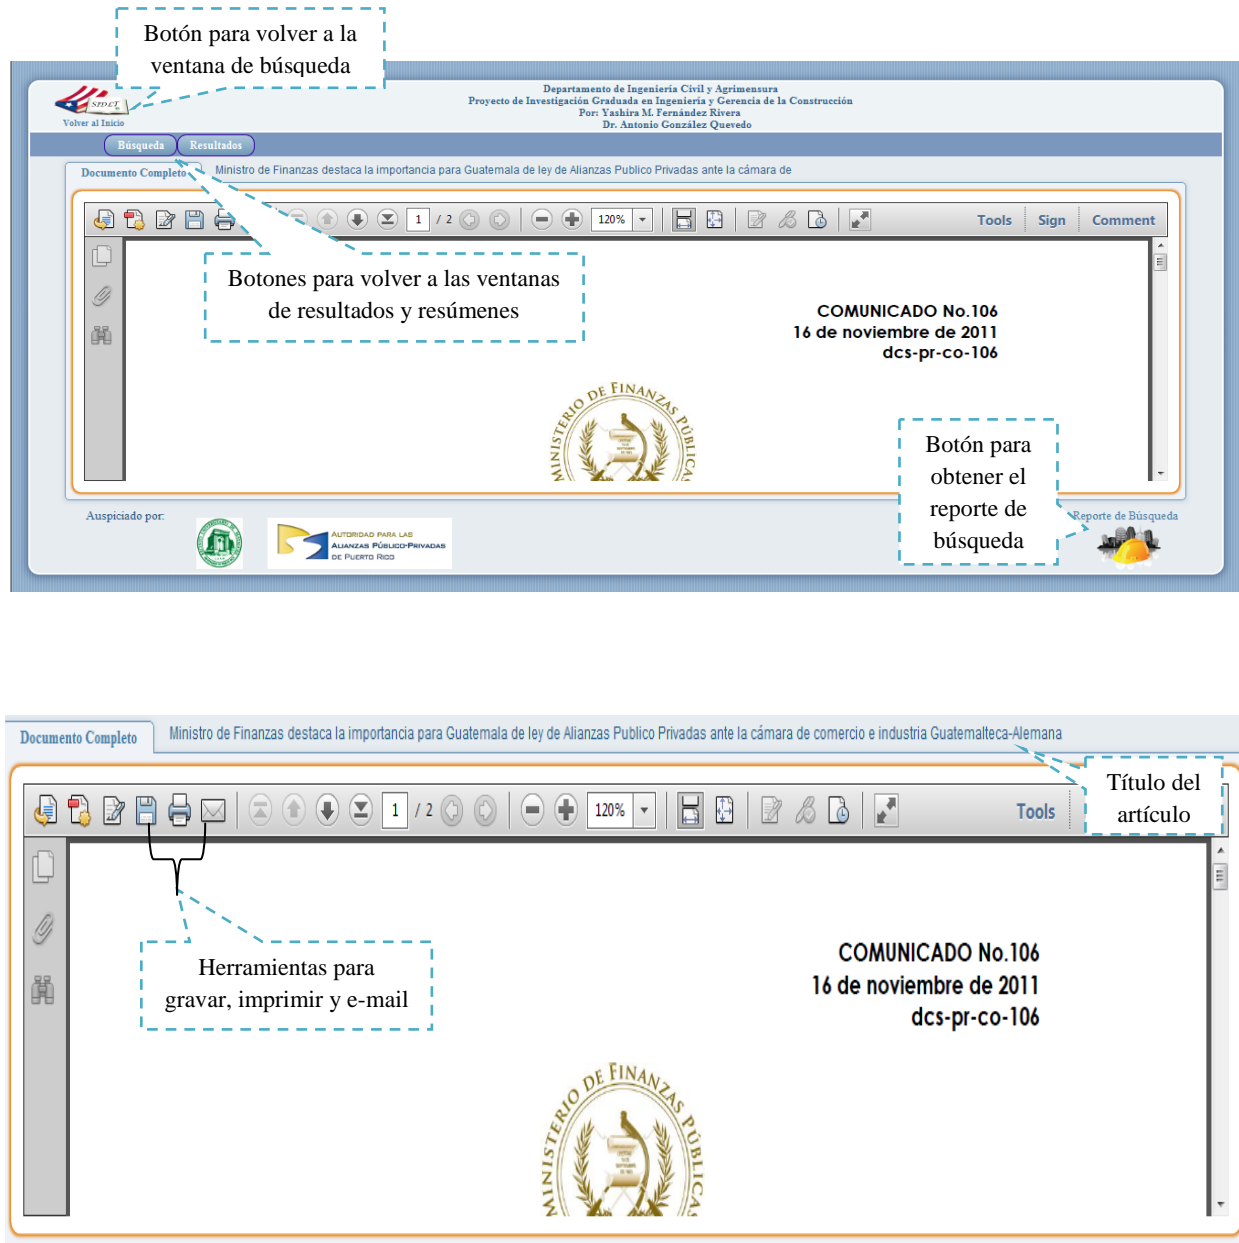 Botón para volver a la
ventana de búsqueda
Departamento de Ingeniería Civil y Agrimensura
Proyecto de Investigación Graduada en Ingeniería y Gerencia de la Construcción
Por: Yashira M. Fernández Rivera
Dr. Antonio González Quevedo
Volver al Inicio
Búsqueda Resultados
Documento Completo Ministro de Finanzas destaca la importancia para Guatemala de ley de Alianzas Publico Privadas ante la cámara de
1 / 2 120% Tools Sign Comment
Botones para volver a las ventanas
de resultados y resúmenes
COMUNICADO No.106
16 de noviembre de 2011
dcs-pr-co-106
MINISTERIO DE FINANZAS PÚBLICAS
Botón para
obtener el
reporte de
búsqueda
Auspiciado por:
AUTORIDAD PARA LAS
ALIANZAS PÚBLICO-PRIVADAS
DE PUERTO RICO
Reporte de Búsqueda
Documento Completo Ministro de Finanzas destaca la importancia para Guatemala de ley de Alianzas Publico Privadas ante la cámara de comercio e industria Guatemalteca-Alemana
1 / 2 120% Tools
Título del
artículo
Herramientas para
gravar, imprimir y e-mail
COMUNICADO No.106
16 de noviembre de 2011
dcs-pr-co-106
MINISTERIO DE FINANZAS PÚBLICAS